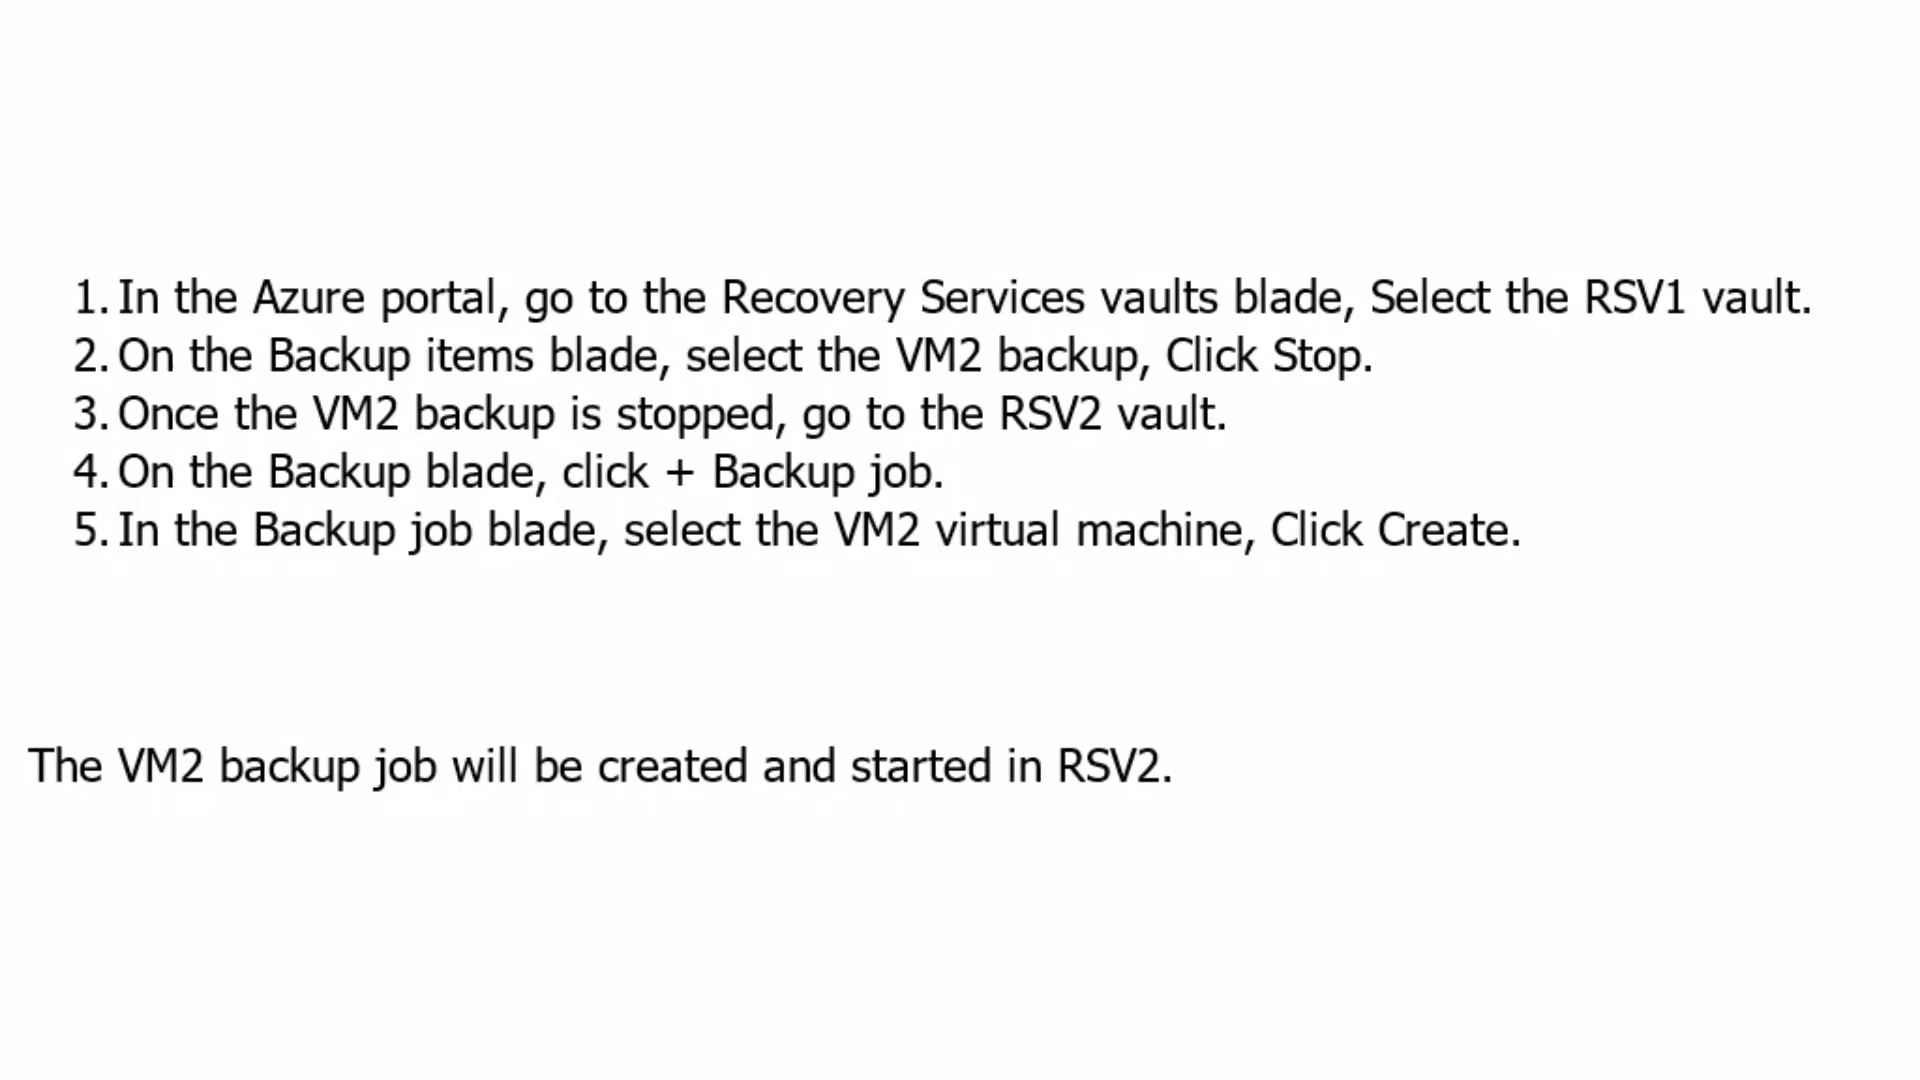 1. In the Azure portal, go to the Recovery Services vaults blade, Select the RSV1 vault.
2. On the Backup items blade, select the VM2 backup, Click Stop.
3. Once the VM2 backup is stopped, go to the RSV2 vault.
4. On the Backup blade, click + Backup job.
5. In the Backup job blade, select the VM2 virtual machine, Click Create.
The VM2 backup job will be created and started in RSV2.